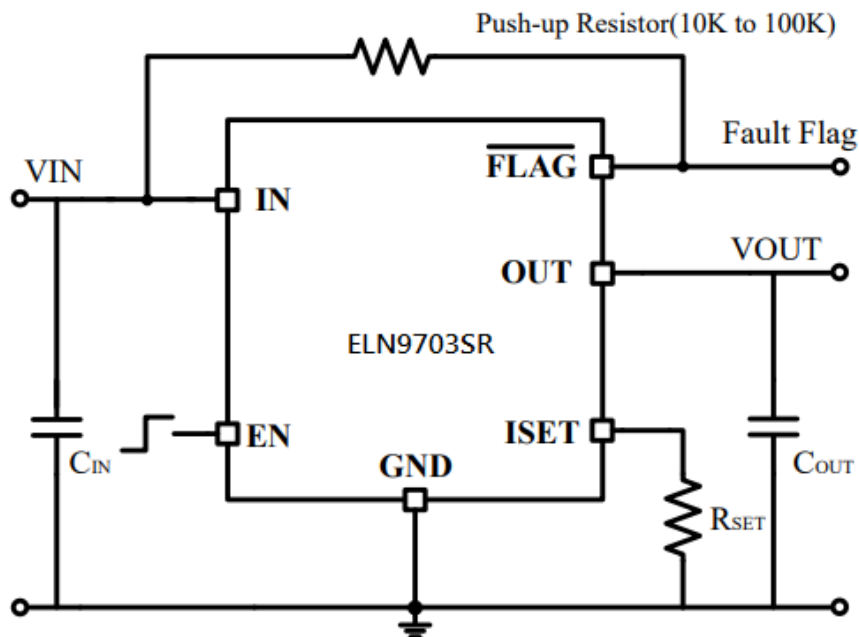 Push-up Resistor(10K to 100K)
Fault Flag
FLAG
VIN
IN
VOUT
OUT
ELN9703SR
EN
ISET
CIN
GND
COUT
RSET